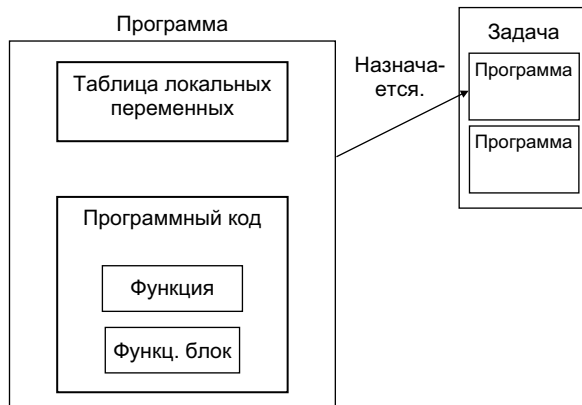 Программа
Таблица локальных
переменных
Программный код
Функция
Функц. блок
Назнача-
ется.
Задача
Программа
Программа